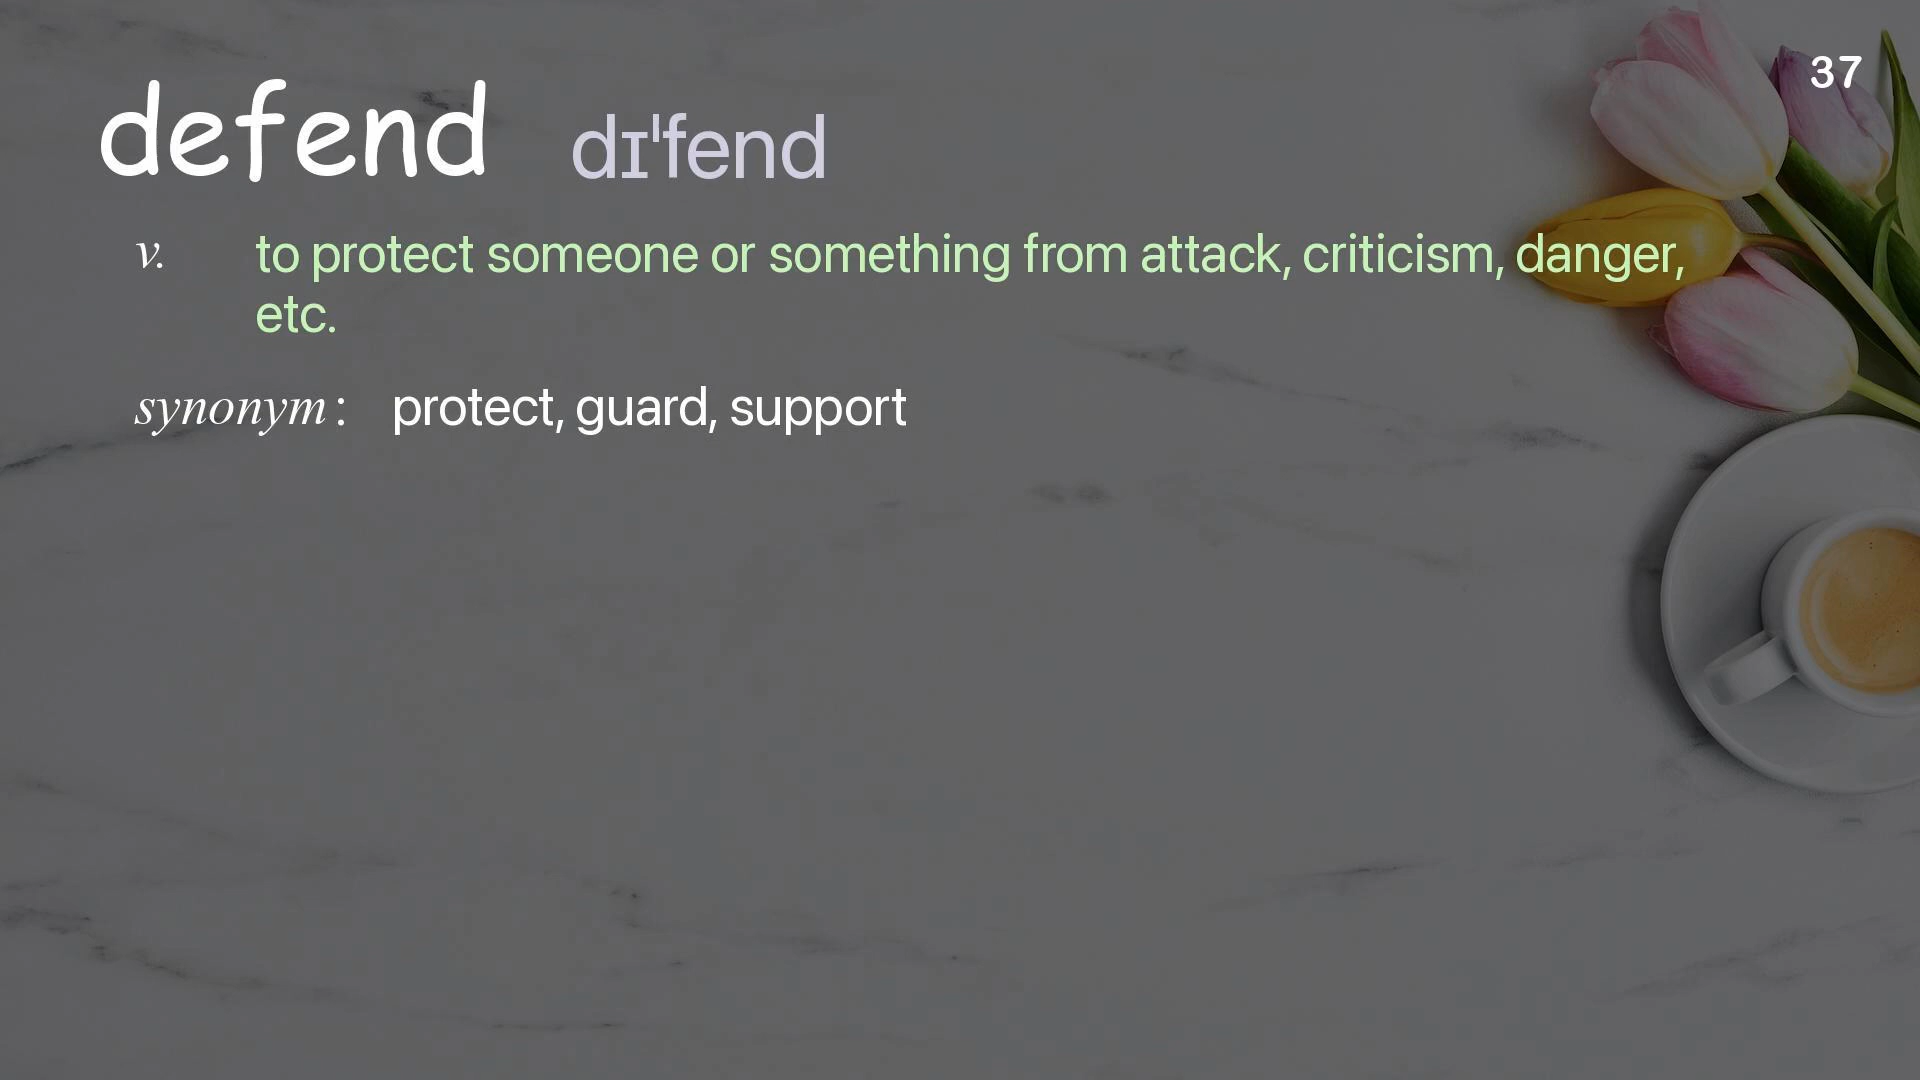 37
defend dɪˈfend
v. to protect someone or something from attack, criticism, danger,
etc.
synonym: protect, guard, support